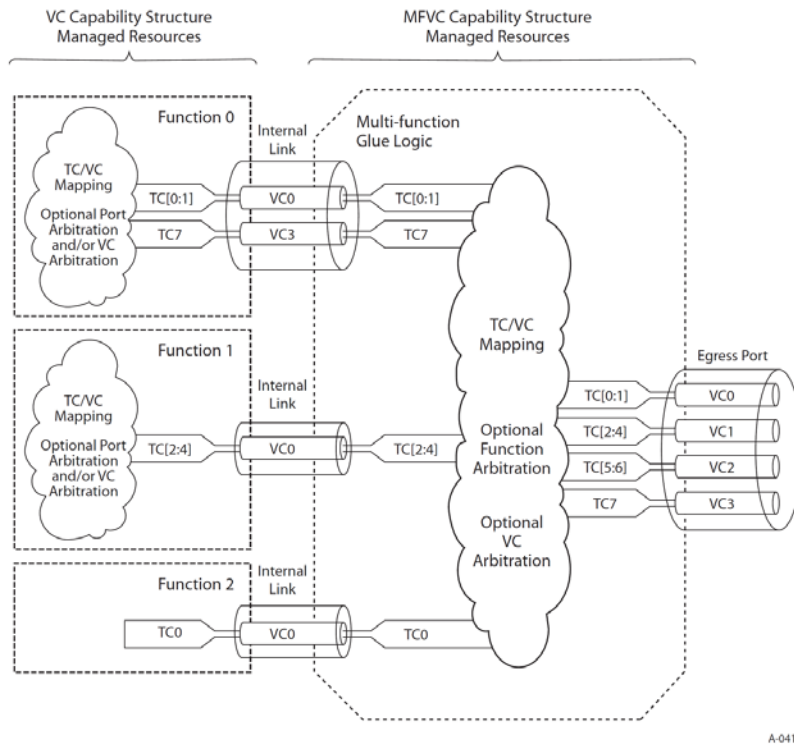 VC Capability Structure
Managed Resources
MFVC Capability Structure
Managed Resources
Function 0
TC/VC
Mapping
Optional Port
Arbitration
and/or VC
Arbitration
TC[0:1]
TC7
Internal
Link
VC0
VC3
Multi-function
Glue Logic
TC[0:1]
TC7
Function 1
TC/VC
Mapping
Optional Port
Arbitration
and/or VC
Arbitration
TC[2:4]
Internal
Link
VC0
TC[2:4]
Function 2
TC0
Internal
Link
VC0
TC0
TC/VC
Mapping
Optional
Function
Arbitration
Optional
VC
Arbitration
Egress Port
TC[0:1]
VC0
TC[2:4]
VC1
TC[5:6]
VC2
TC7
VC3
A-041